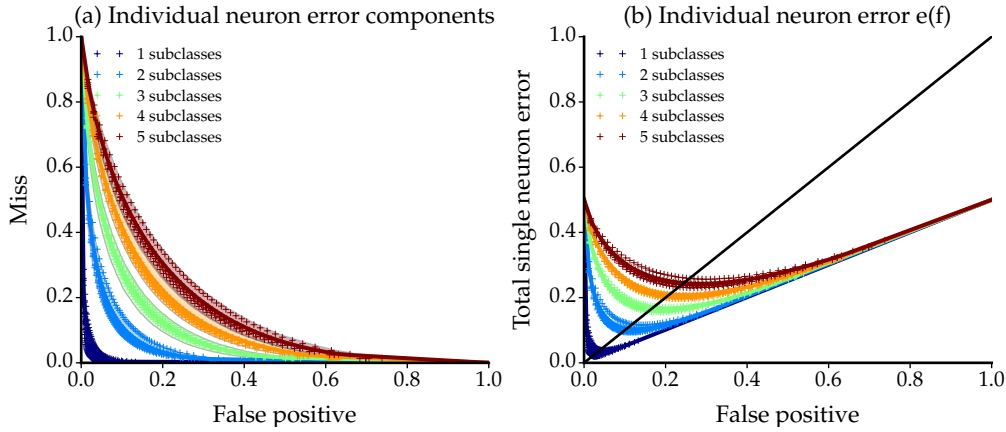 (a) Individual neuron error components
1.0
0.8
0.6
0.4
0.2
0.0
Miss
1 subclasses
2 subclasses
3 subclasses
4 subclasses
5 subclasses
0.0 0.2 0.4 0.6 0.8 1.0
False positive
(b) Individual neuron error e(f)
1.0
0.8
0.6
0.4
0.2
0.0
Total single neuron error
1 subclasses
2 subclasses
3 subclasses
4 subclasses
5 subclasses
0.0 0.2 0.4 0.6 0.8 1.0
False positive